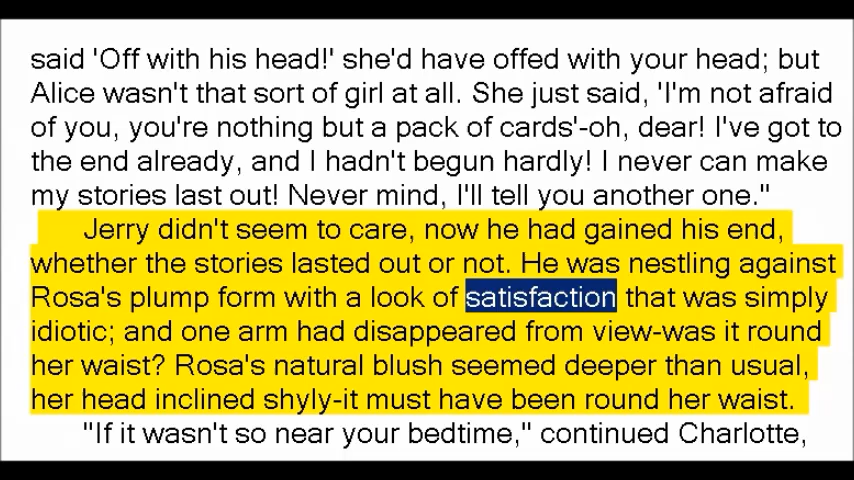 said 'Off with his head!' she'd have offed with your head; but
Alice wasn't that sort of girl at all. She just said, 'I'm not afraid
of you, you're nothing but a pack of cards'-oh, dear! I've got to
the end already, and I hadn't begun hardly! I never can make
my stories last out! Never mind, I'll tell you another one."
Jerry didn't seem to care, now he had gained his end,
whether the stories lasted out or not. He was nestling against
Rosa's plump form with a look of satisfaction that was simply
idiotic; and one arm had disappeared from view-was it round
her waist? Rosa's natural blush seemed deeper than usual,
her head inclined shyly-it must have been round her waist.
"If it wasn't so near your bedtime," continued Charlotte,